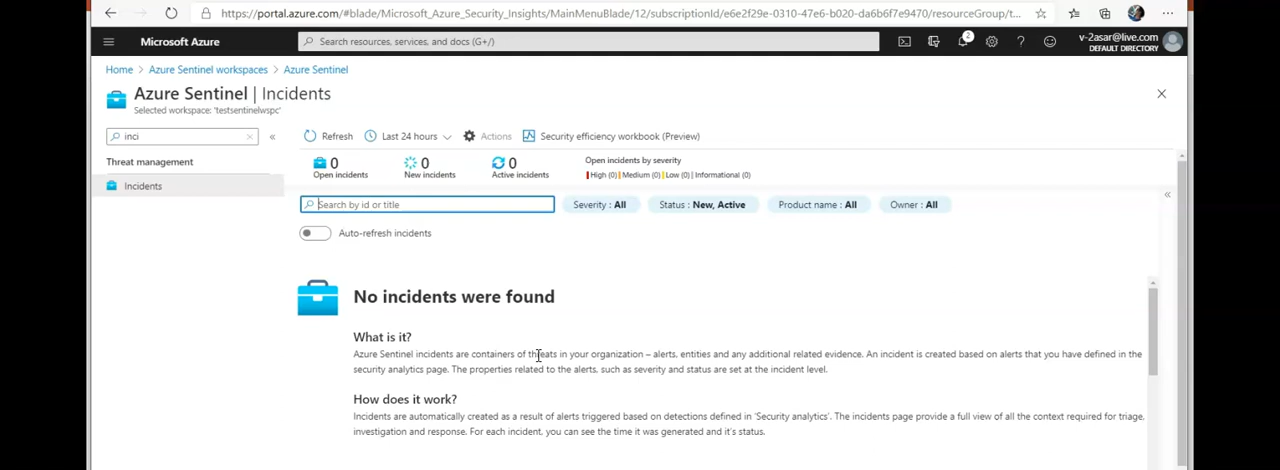 https://portal.azure.com/#blade/Microsoft_Azure_Security_Insights/MainMenuBlade/12/subscriptionId/e6e2f29e-0310-47e6-b020-da6b6f7e9470/resourceGroup/t...
Microsoft Azure
Search resources, services, and docs (G+/)
2
v-2asar@live.com
DEFAULT DIRECTORY
Home > Azure Sentinel workspaces > Azure Sentinel
Azure Sentinel | Incidents
Selected workspace: 'testsentinelwspc'
inci
Refresh
Last 24 hours
Actions
Security efficiency workbook (Preview)
Threat management
Incidents
0
Open incidents
0
New incidents
0
Active incidents
Open incidents by severity
High (0) Medium (0) Low (0) Informational (0)
Search by id or title
Severity : All
Status : New, Active
Product name : All
Owner : All
Auto-refresh incidents
No incidents were found
What is it?
Azure Sentinel incidents are containers of threats in your organization – alerts, entities and any additional related evidence. An incident is created based on alerts that you have defined in the
security analytics page. The properties related to the alerts, such as severity and status are set at the incident level.
How does it work?
Incidents are automatically created as a result of alerts triggered based on detections defined in 'Security analytics'. The incidents page provide a full view of all the context required for triage,
investigation and response. For each incident, you can see the time it was generated and it's status.